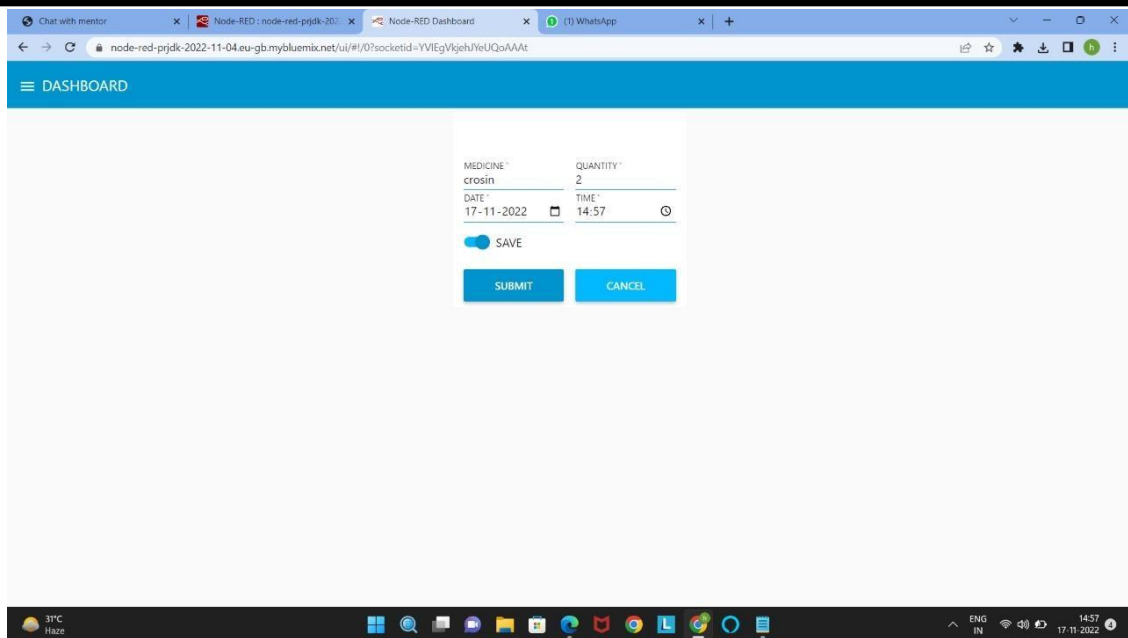 Chat with mentor
Node-RED : node-red-prjdk-202
Node-RED Dashboard
(1) WhatsApp
node-red-prjdk-2022-11-04.eu-gb.mybluemix.net/ui/#!/0?socketid=YVlEgVkjehJYeUQoAAAt
h
DASHBOARD
MEDICINE * QUANTITY *
crosin 2
DATE * TIME *
17-11-2022 14:57
SAVE
SUBMIT CANCEL
31°C
Haze
ENG
IN
14:57
17-11-2022
4